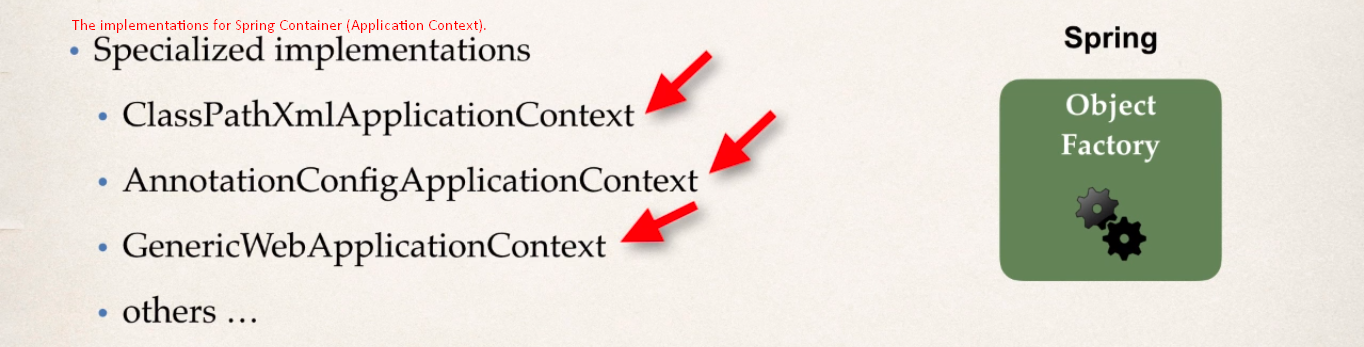 The implementations for Spring Container (Application Context).
• Specialized implementations
• ClassPathXmlApplicationContext
• AnnotationConfigApplicationContext
• GenericWebApplicationContext
• others …
Spring
Object
Factory